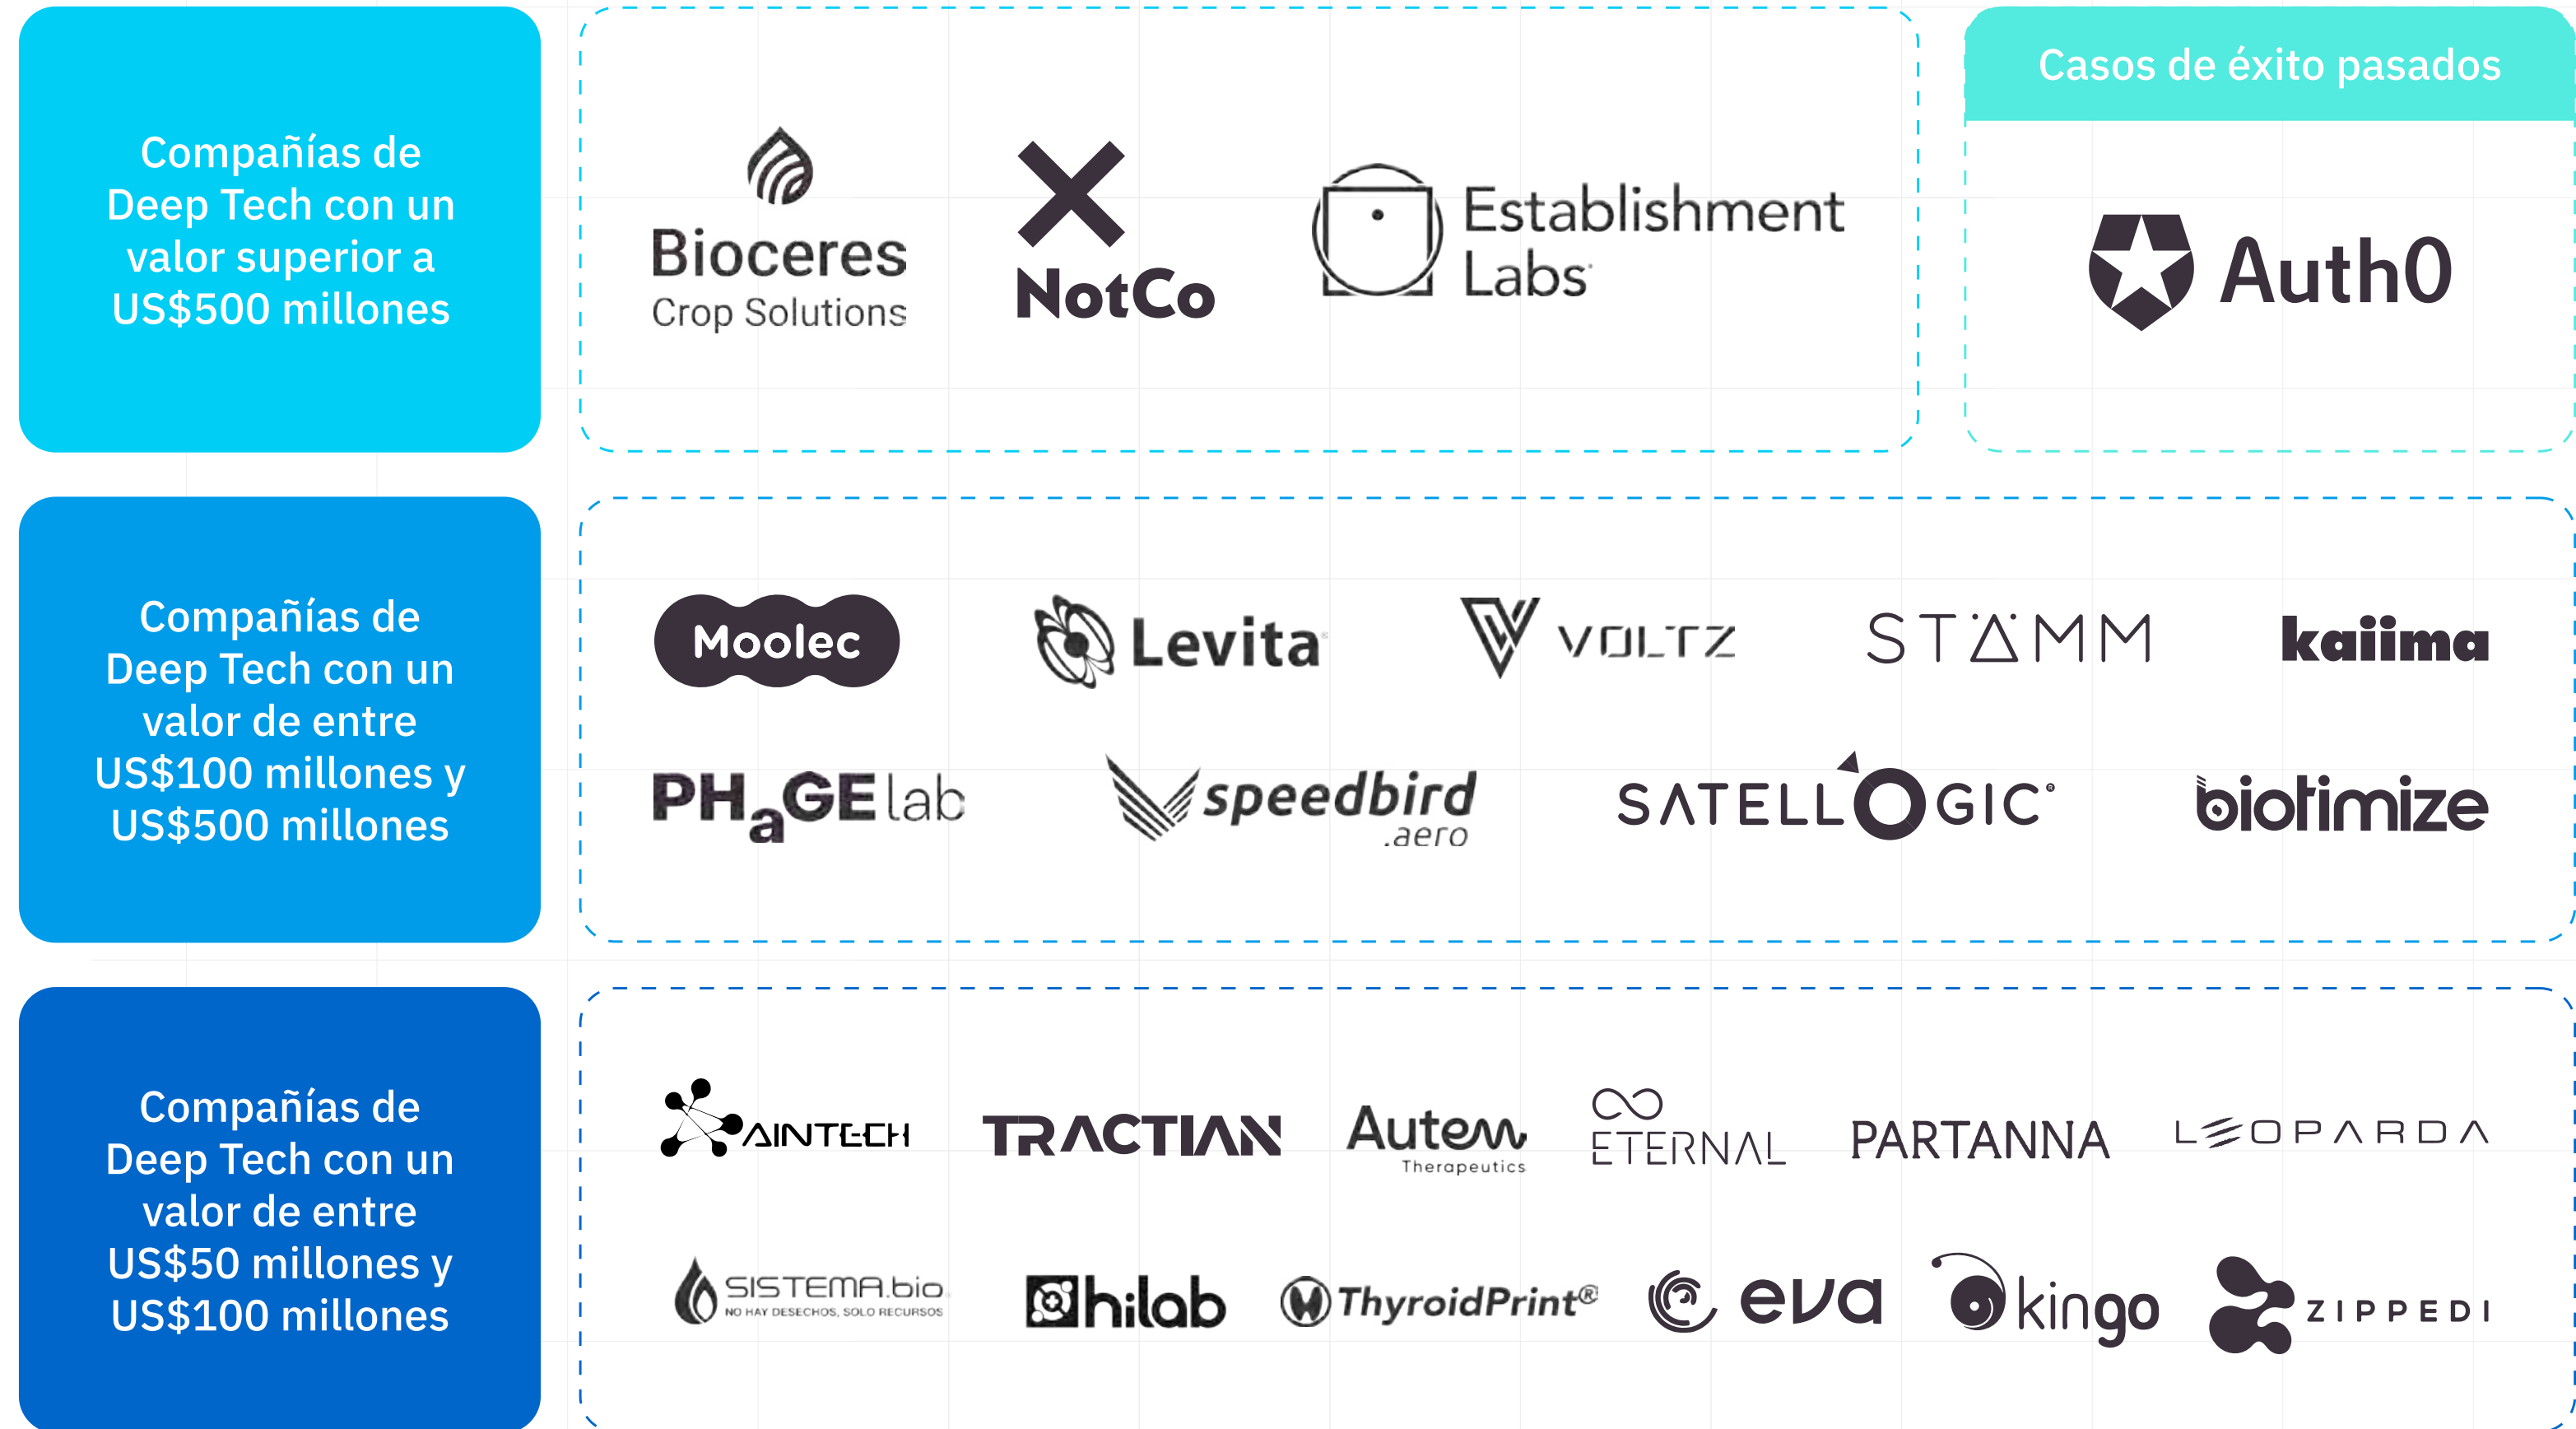 Compañías de
Deep Tech con un
valor superior a
US$500 millones
Bioceres
Crop Solutions
NotCo
Establishment
Labs
Casos de éxito pasados
Auth0
Compañías de
Deep Tech con un
valor de entre
US$100 millones y
US$500 millones
Moolec
Levita
VOLTZ
STÄMM
kaiima
PHaGE lab
speedbird
.aero
SATELLOGIC®
biotimize
Compañías de
Deep Tech con un
valor de entre
US$50 millones y
US$100 millones
AINTECH
TRACTIAN
Autem
Therapeutics
ETERNAL
PARTANNA
LEOPARDA
SISTEMA.bio
NO HAY DESECHOS, SOLO RECURSOS
hilab
ThyroidPrint®
eva
kingo
ZIPPEDI